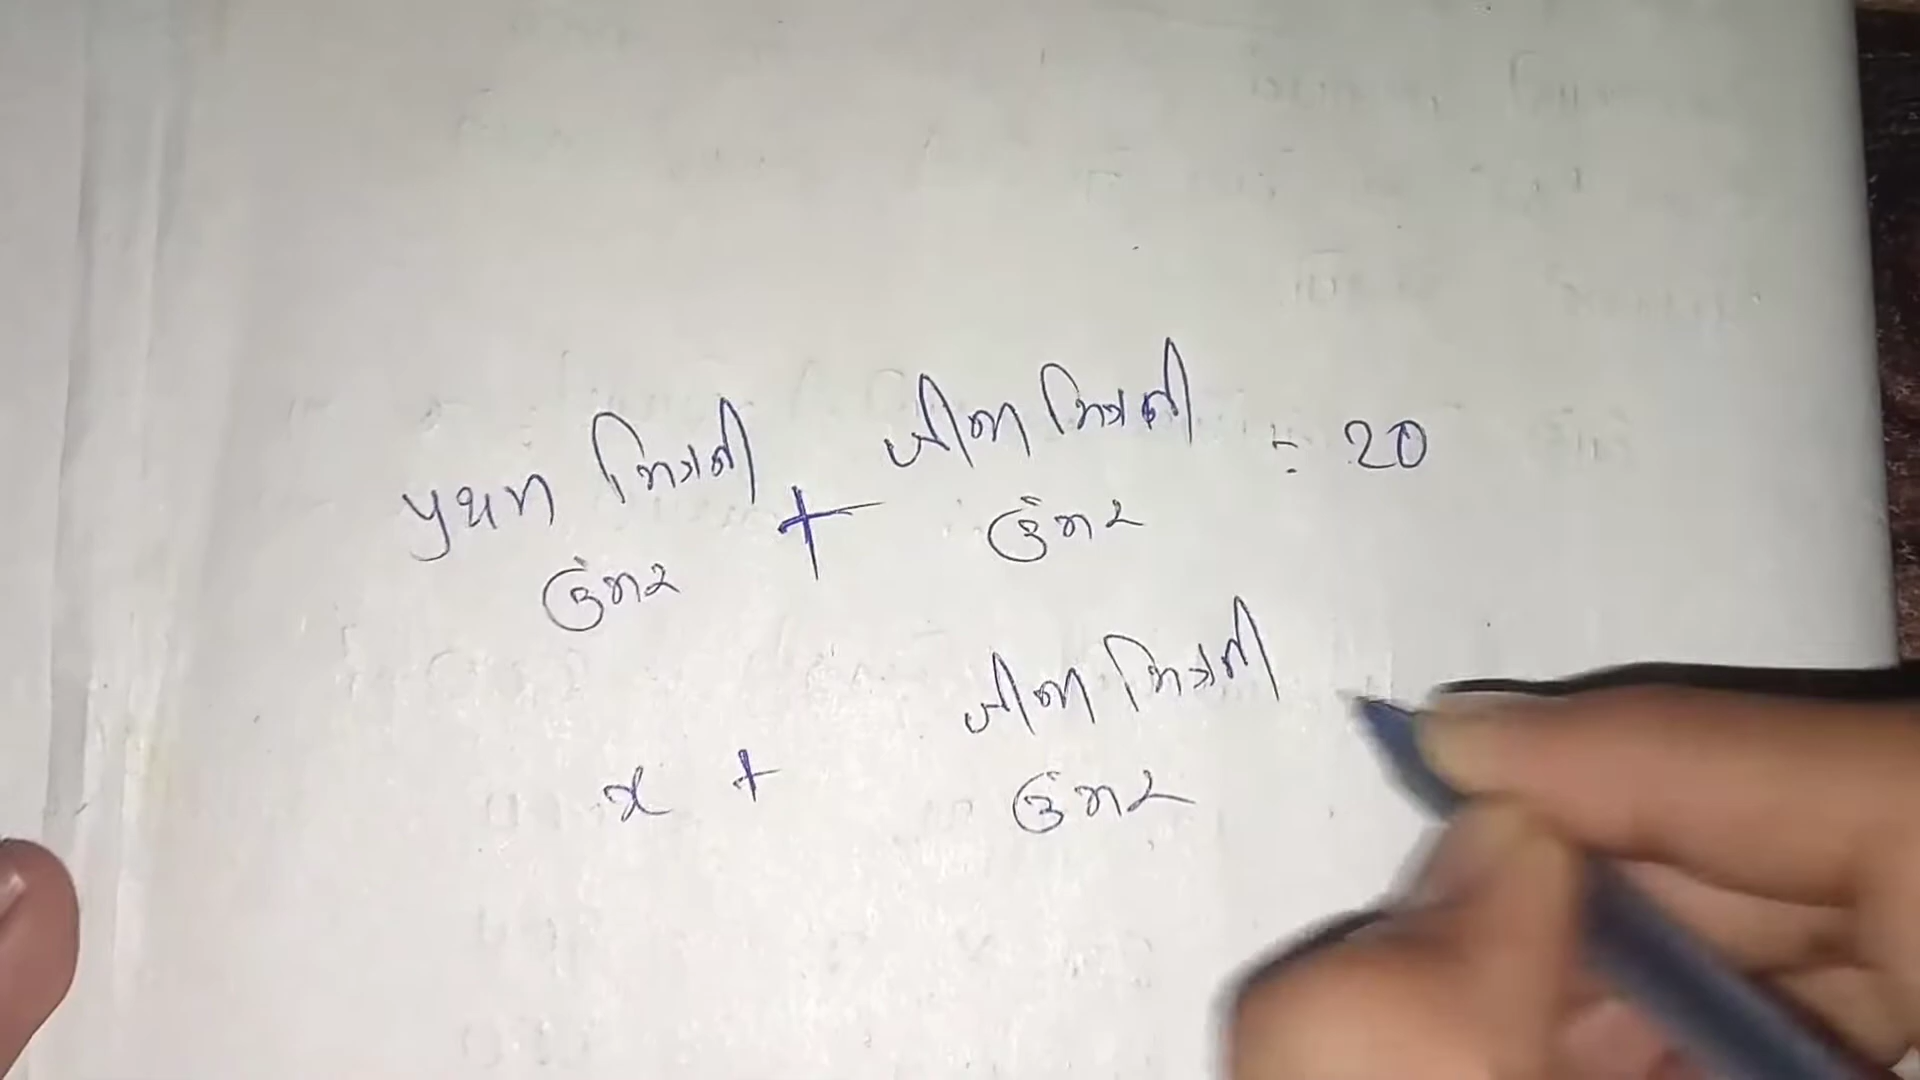 પ્રથમ મિત્રની + બીજા મિત્રની = 20
ઉંમર ઉંમર
x + બીજા મિત્રની
ઉંમર